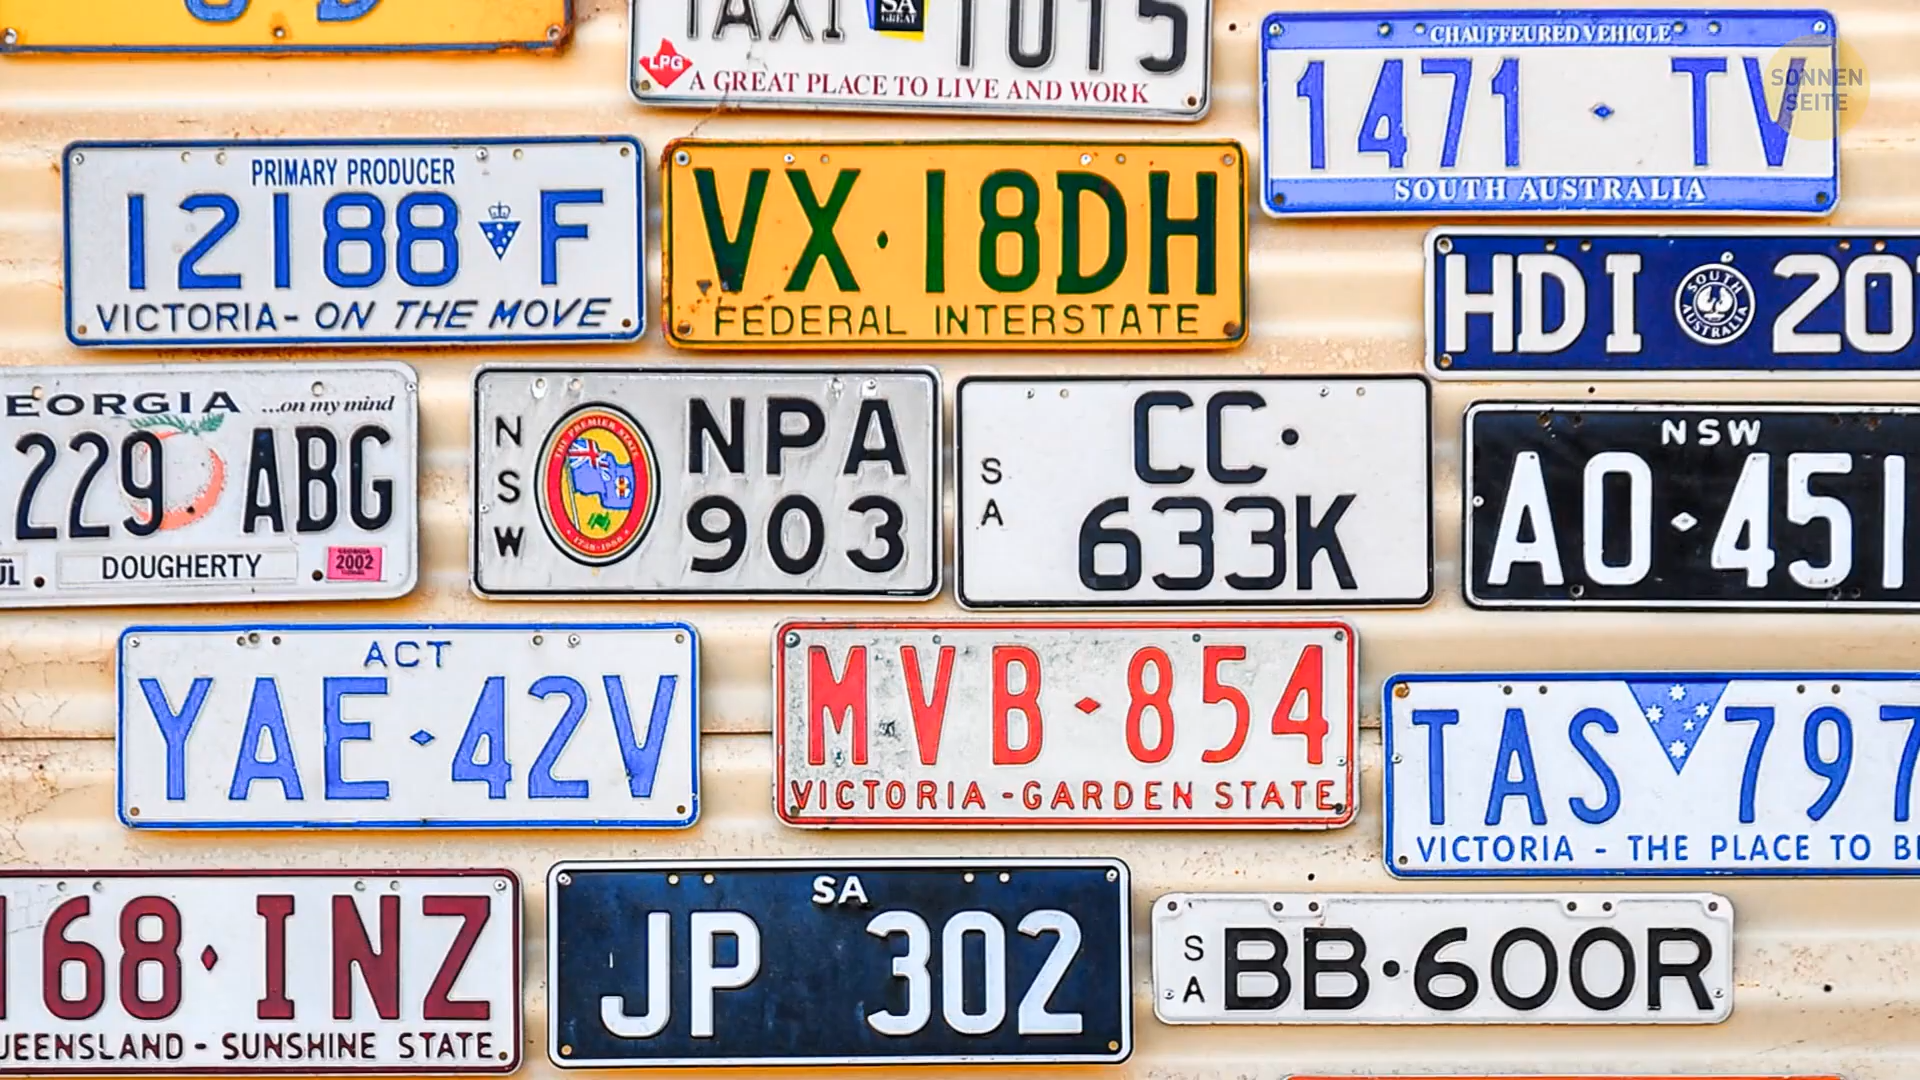 TAXI SA GREAT 1015
LPG A GREAT PLACE TO LIVE AND WORK
CHAUFFEURED VEHICLE
1471 · TV
SOUTH AUSTRALIA
SONNEN
SEITE
PRIMARY PRODUCER
12188 F
VICTORIA - ON THE MOVE
VX · 18DH
FEDERAL INTERSTATE
HDI SOUTH AUSTRALIA 20
EORGIA ...on my mind
229 ABG
DOUGHERTY
GEORGIA
2002
NSW
THE PREMIER STATE
NPA
903
SA
CC ·
633K
NSW
AO · 451
ACT
YAE · 42V
MVB · 854
VICTORIA - GARDEN STATE
TAS 797
VICTORIA - THE PLACE TO B
68 · INZ
UEENSLAND - SUNSHINE STATE
SA
JP 302
SA
BB · 600R